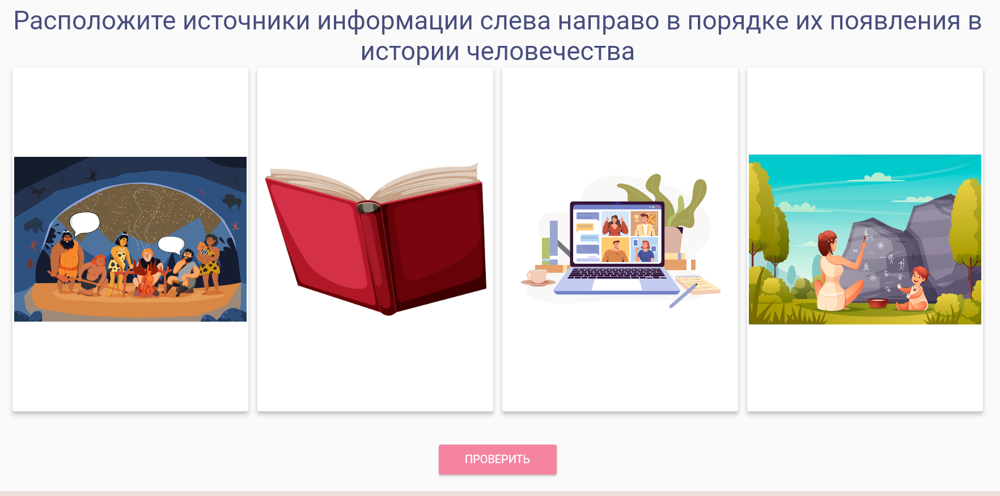 Расположите источники информации слева направо в порядке их появления в
истории человечества
ПРОВЕРИТЬ